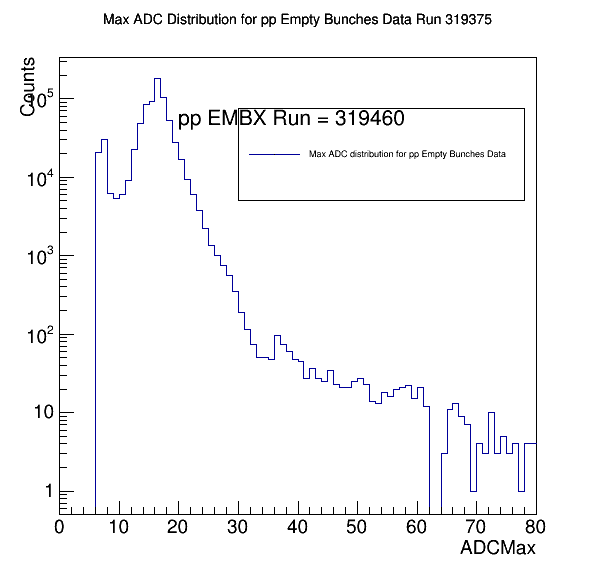 Max ADC Distribution for pp Empty Bunches Data Run 319375
Counts
10^5
10^4
10^3
10^2
10
1
pp EMBX Run = 319460
Max ADC distribution for pp Empty Bunches Data
0 10 20 30 40 50 60 70 80
ADCMax